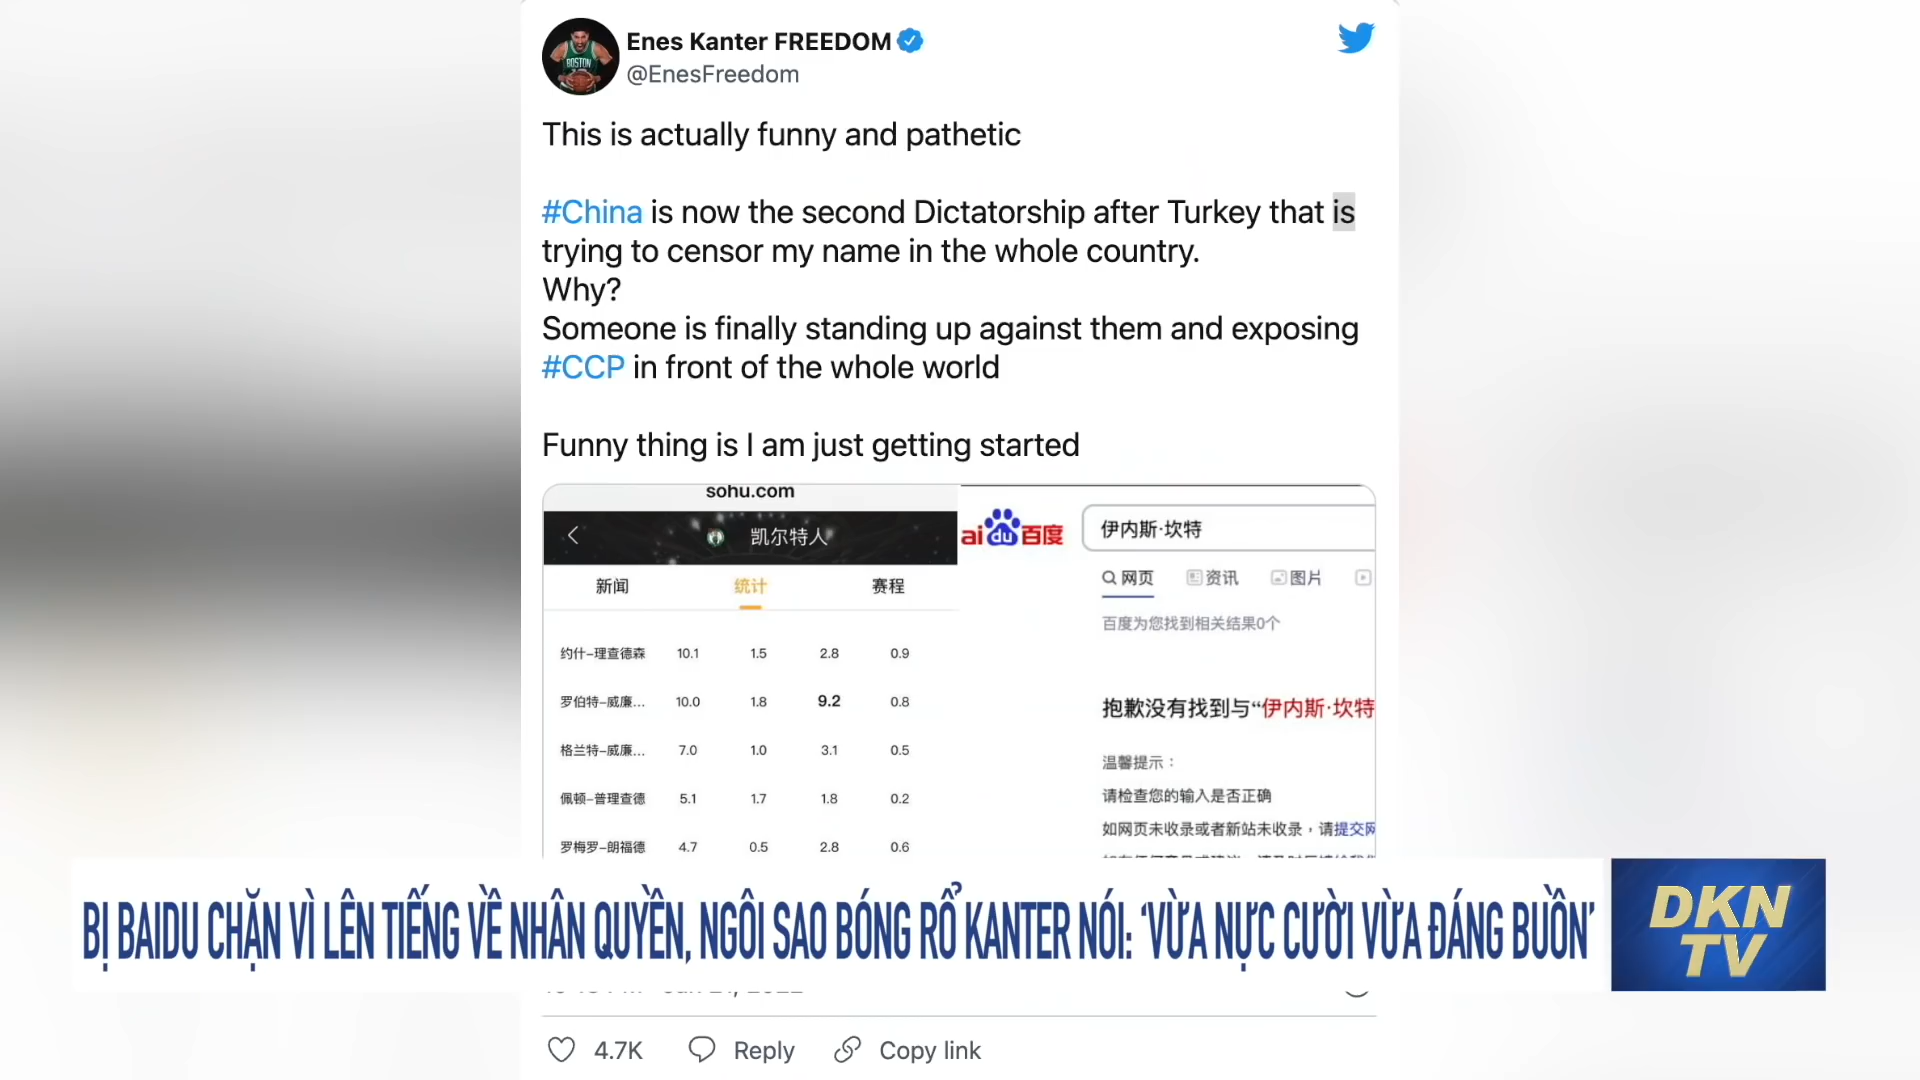 Enes Kanter FREEDOM
@EnesFreedom
This is actually funny and pathetic
#China is now the second Dictatorship after Turkey that is
trying to censor my name in the whole country.
Why?
Someone is finally standing up against them and exposing
#CCP in front of the whole world
Funny thing is I am just getting started
sohu.com
凯尔特人
新闻 统计 赛程
约什-理查德森 10.1 1.5 2.8 0.9
罗伯特-威廉... 10.0 1.8 9.2 0.8
格兰特-威廉... 7.0 1.0 3.1 0.5
佩顿-普理查德 5.1 1.7 1.8 0.2
罗梅罗-朗福德 4.7 0.5 2.8 0.6
ai du 百度 伊内斯·坎特
网页 资讯 图片
百度为您找到相关结果0个
抱歉没有找到与“伊内斯·坎特
温馨提示：
请检查您的输入是否正确
如网页未收录或者新站未收录，请提交网
BỊ BAIDU CHẶN VÌ LÊN TIẾNG VỀ NHÂN QUYỀN, NGÔI SAO BÓNG RỔ KANTER NÓI: ‘VỪA NỰC CƯỜI VỪA ĐÁNG BUỒN’
DKN
TV
4.7K Reply Copy link